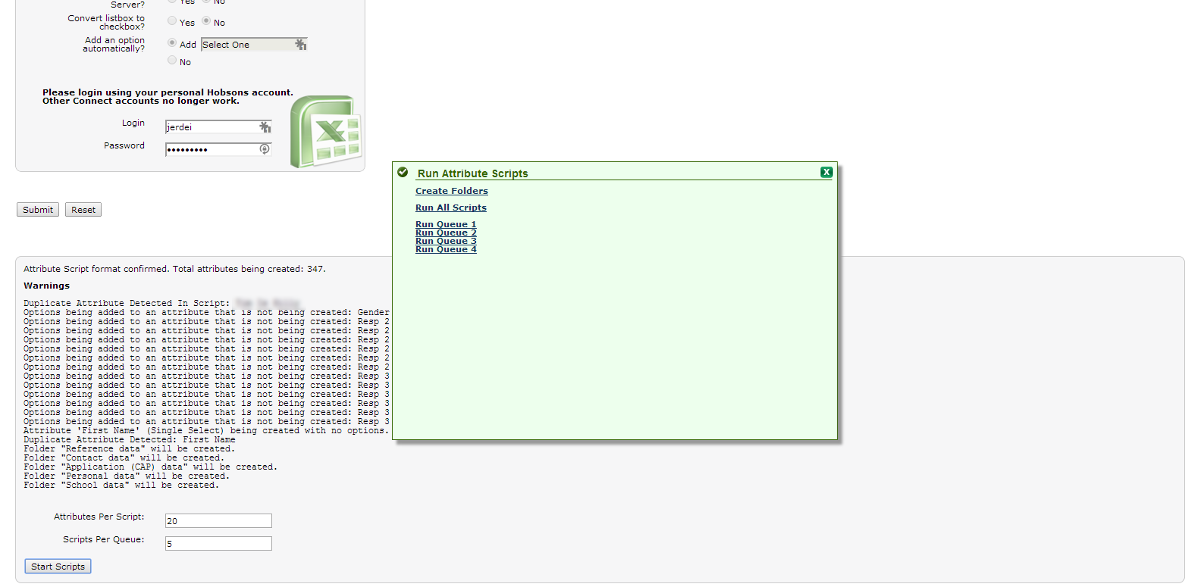 Server?
Yes No
Convert listbox to
checkbox?
Yes No
Add an option
automatically?
Add Select One
No
Please login using your personal Hobsons account.
Other Connect accounts no longer work.
Login
jerdei
Password
•••••••••
Submit Reset
Run Attribute Scripts
X
Create Folders
Run All Scripts
Run Queue 1
Run Queue 2
Run Queue 3
Run Queue 4
Attribute Script format confirmed. Total attributes being created: 347.
Warnings
Duplicate Attribute Detected In Script:
Options being added to an attribute that is not being created: Gender
Options being added to an attribute that is not being created: Resp 2
Options being added to an attribute that is not being created: Resp 2
Options being added to an attribute that is not being created: Resp 2
Options being added to an attribute that is not being created: Resp 2
Options being added to an attribute that is not being created: Resp 2
Options being added to an attribute that is not being created: Resp 2
Options being added to an attribute that is not being created: Resp 3
Options being added to an attribute that is not being created: Resp 3
Options being added to an attribute that is not being created: Resp 3
Options being added to an attribute that is not being created: Resp 3
Options being added to an attribute that is not being created: Resp 3
Options being added to an attribute that is not being created: Resp 3
Attribute 'First Name' (Single Select) being created with no options.
Duplicate Attribute Detected: First Name
Folder "Reference data" will be created.
Folder "Contact data" will be created.
Folder "Application (CAP) data" will be created.
Folder "Personal data" will be created.
Folder "School data" will be created.
Attributes Per Script: 20
Scripts Per Queue: 5
Start Scripts